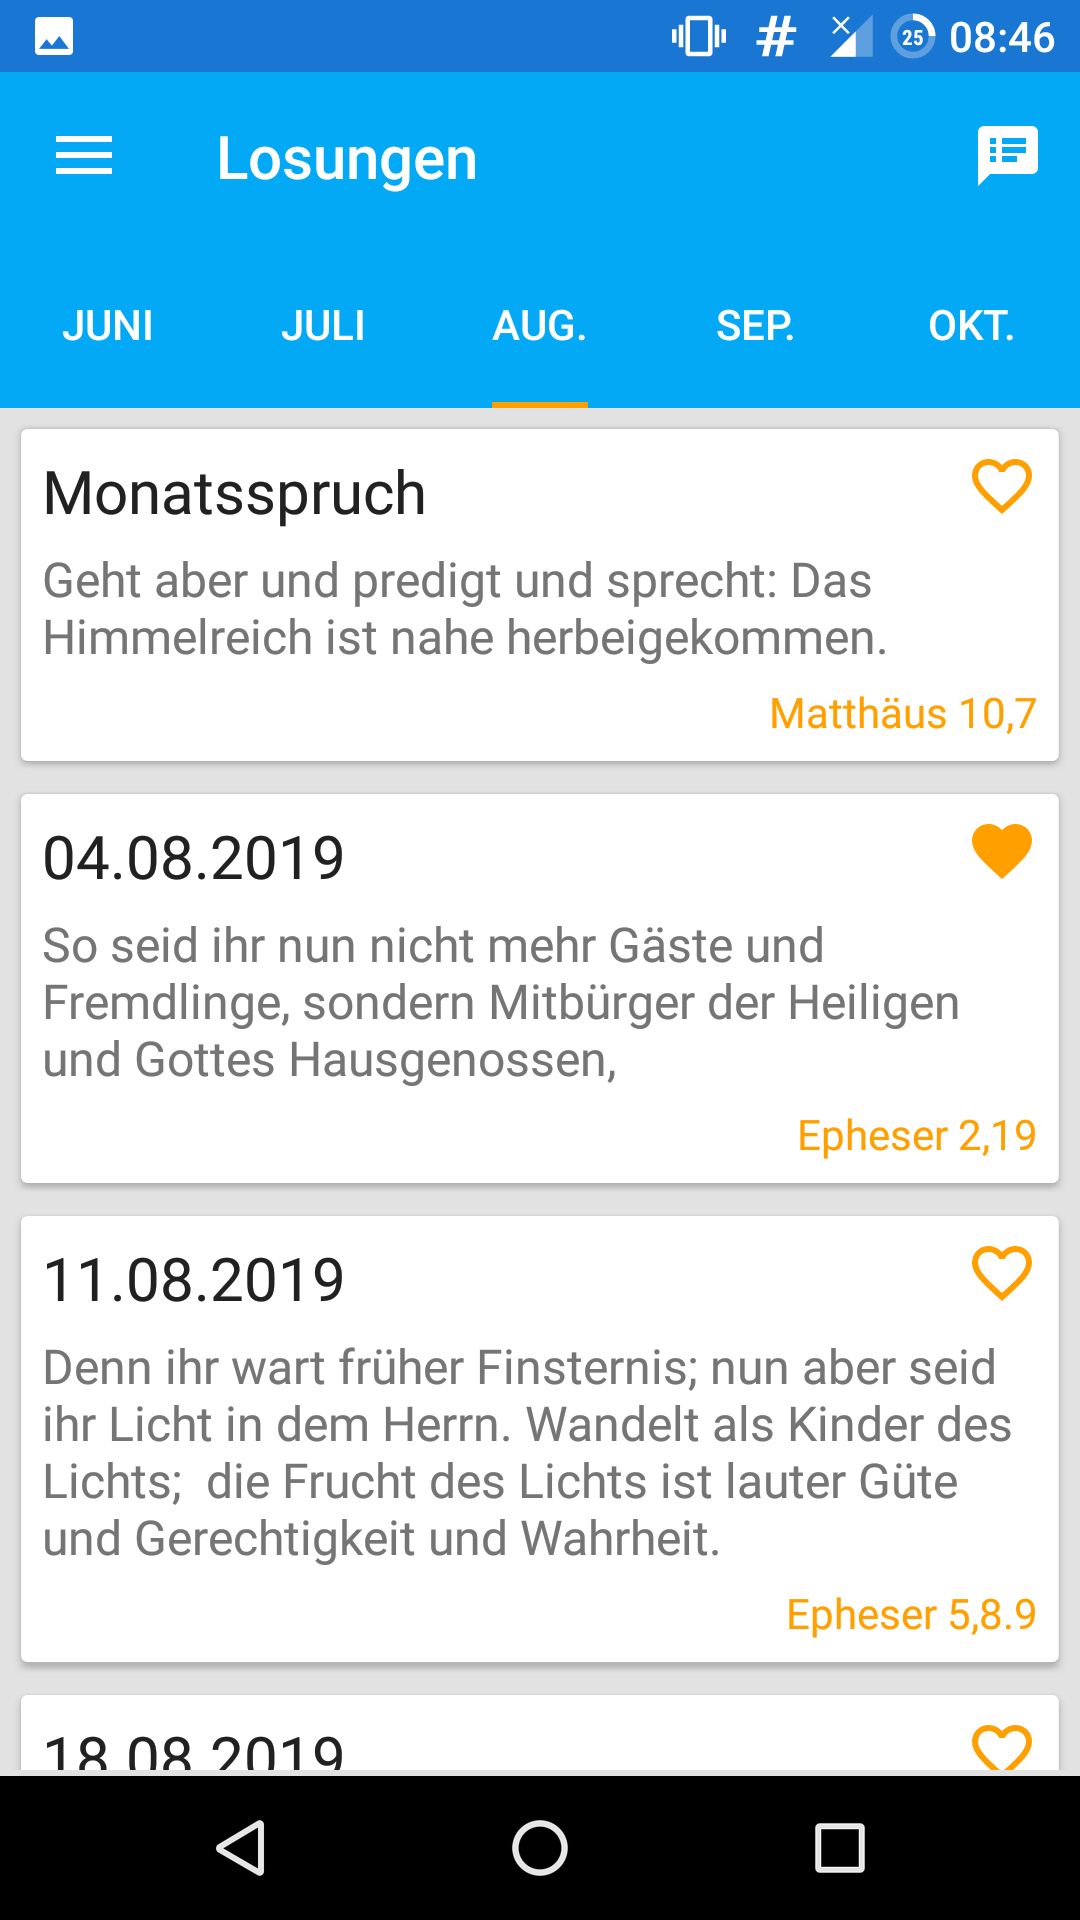 # 25 08:46
Losungen
JUNI JULI AUG. SEP. OKT.
Monatsspruch
Geht aber und predigt und sprecht: Das
Himmelreich ist nahe herbeigekommen.
Matthäus 10,7
04.08.2019
So seid ihr nun nicht mehr Gäste und
Fremdlinge, sondern Mitbürger der Heiligen
und Gottes Hausgenossen,
Epheser 2,19
11.08.2019
Denn ihr wart früher Finsternis; nun aber seid
ihr Licht in dem Herrn. Wandelt als Kinder des
Lichts;  die Frucht des Lichts ist lauter Güte
und Gerechtigkeit und Wahrheit.
Epheser 5,8.9
18.08.2019